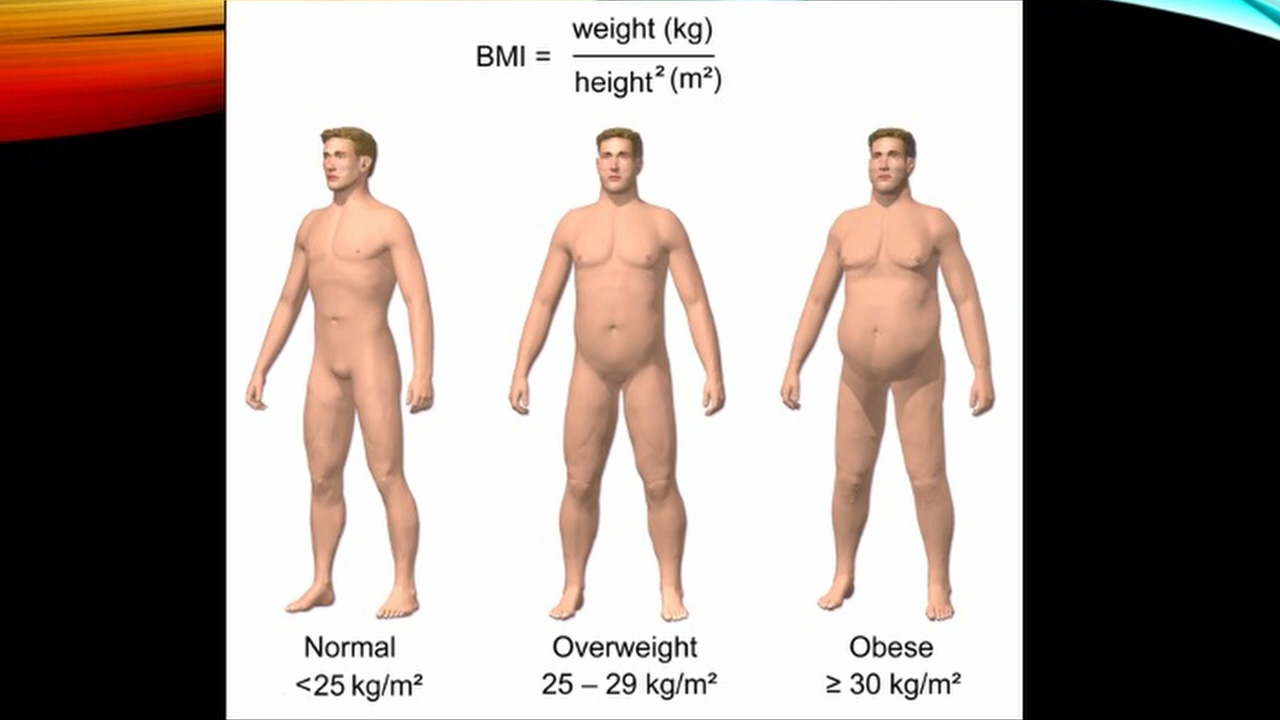 BMI = weight (kg)
height² (m²)
Normal
<25 kg/m²
Overweight
25 – 29 kg/m²
Obese
≥ 30 kg/m²